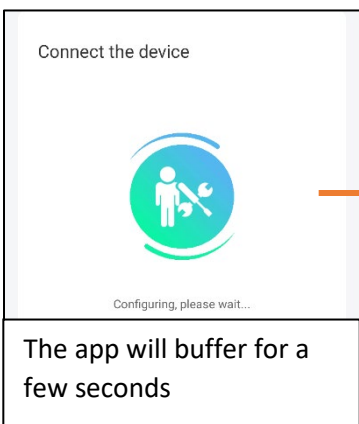 Connect the device
Configuring, please wait...
The app will buffer for a
few seconds